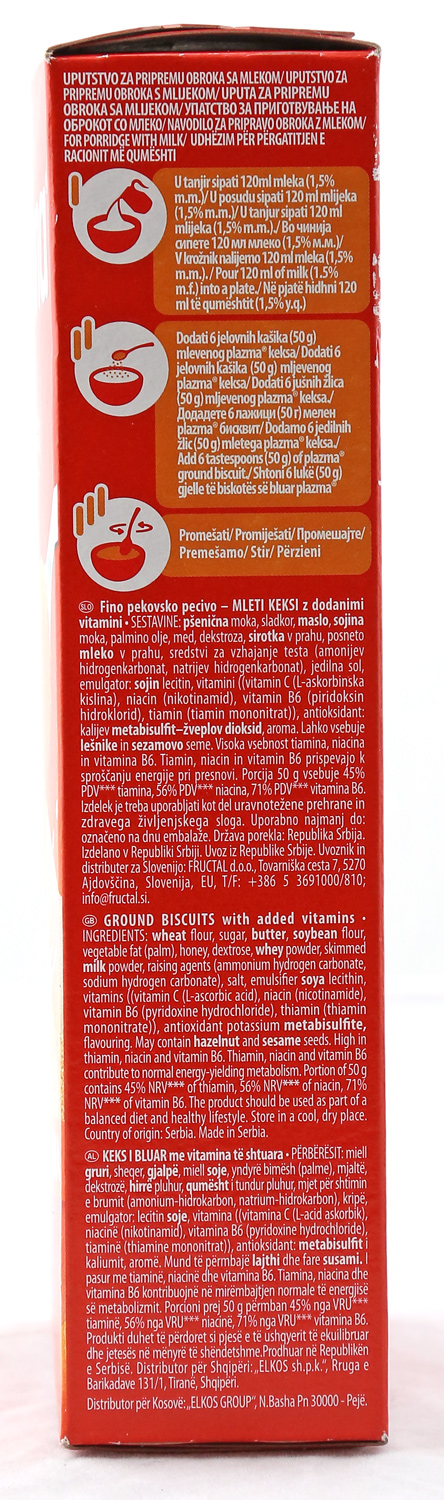 UPUTSTVO ZA PRIPREMU OBROKA SA MLEKOM/ UPUTSTVO ZA
PRIPREMU OBROKA S MLIJEKOM/ UPUTA ZA PRIPREMU
OBROKA SA MLIJEKOM/ УПАТСТВО ЗА ПРИГОТВУВАЊЕ НА
ОБРОКОТ СО МЛЕКО/ NAVODILO ZA PRIPRAVO OBROKA Z MLEKOM/
FOR PORRIDGE WITH MILK/ UDHËZIM PËR PËRGATITJEN E
RACIONIT ME QUMËSHTI
I
U tanjir sipati 120ml mleka (1,5%
m.m.)/ U posudu sipati 120 ml mlijeka
(1,5% m.m.)/ U tanjur sipati 120 ml
mlijeka (1,5% m.m.)./ Во чинија
сипете 120 мл млеко (1,5% м.м.)/
V krožnik nalijemo 120 ml mleka (1,5%
m.m.). / Pour 120 ml of milk (1.5%
m.f.) into a plate./ Në pjatë hidhni 120
ml të qumështit (1,5% y.q.)
II
Dodati 6 jelovnih kašika (50 g)
mlevenog plazma® keksa/ Dodati 6
jelovnih kašika (50 g) mljevenog
plazma® keksa/ Dodati 6 jušnih žlica
(50 g) mljevenog plazma® keksa./
Додадете 6 лажици (50 г) мелен
plazma® бисквит/ Dodamo 6 jedilnih
žlic (50 g) mletega plazma® keksa./
Add 6 tastespoons (50 g) of plazma®
ground biscuit./ Shtoni 6 lukë (50 g)
gjelle të biskotës së bluar plazma®
III
Promešati/ Promiješati/ Промешајте/
Premešamo/ Stir/ Përzieni
SLO Fino pekovsko pecivo – MLETI KEKSI z dodanimi
vitamini • SESTAVINE: pšenična moka, sladkor, maslo, sojina
moka, palmino olje, med, dekstroza, sirotka v prahu, posneto
mleko v prahu, sredstvi za vzhajanje testa (amonijev
hidrogenkarbonat, natrijev hidrogenkarbonat), jedilna sol,
emulgator: sojin lecitin, vitamini ((vitamin C (L-askorbinska
kislina), niacin (nikotinamid), vitamin B6 (piridoksin
hidroklorid), tiamin (tiamin mononitrat)), antioksidant:
kalijev metabisulfit–žveplov dioksid, aroma. Lahko vsebuje
lešnike in sezamovo seme. Visoka vsebnost tiamina, niacina
in vitamina B6. Tiamin, niacin in vitamin B6 prispevajo k
sproščanju energije pri presnovi. Porcija 50 g vsebuje 45%
PDV*** tiamina, 56% PDV*** niacina, 71% PDV*** vitamina B6.
Izdelek je treba uporabljati kot del uravnotežene prehrane in
zdravega življenjskega sloga. Uporabno najmanj do:
označeno na dnu embalaže. Država porekla: Republika Srbija.
Izdelano v Republiki Srbiji. Uvoz iz Republike Srbije. Uvoznik in
distributer za Slovenijo: FRUCTAL d.o.o., Tovarniška cesta 7, 5270
Ajdovščina, Slovenija, EU, T/F: +386 5 3691000/810;
info@fructal.si.
GB GROUND BISCUITS with added vitamins •
INGREDIENTS: wheat flour, sugar, butter, soybean flour,
vegetable fat (palm), honey, dextrose, whey powder, skimmed
milk powder, raising agents (ammonium hydrogen carbonate,
sodium hydrogen carbonate), salt, emulsifier soya lecithin,
vitamins ((vitamin C (L-ascorbic acid), niacin (nicotinamide),
vitamin B6 (pyridoxine hydrochloride), thiamin (thiamin
mononitrate)), antioxidant potassium metabisulfite,
flavouring. May contain hazelnut and sesame seeds. High in
thiamin, niacin and vitamin B6. Thiamin, niacin and vitamin B6
contribute to normal energy-yielding metabolism. Portion of 50 g
contains 45% NRV*** of thiamin, 56% NRV*** of niacin, 71%
NRV*** of vitamin B6. The product should be used as part of a
balanced diet and healthy lifestyle. Store in a cool, dry place.
Country of origin: Serbia. Made in Serbia.
AL KEKS I BLUAR me vitamina të shtuara • PËRBËRËSIT: miell
gruri, sheqer, gjalpë, miell soje, yndyrë bimësh (palme), mjaltë,
dekstrozë, hirrë pluhur, qumësht i tundur pluhur, mjet për shtimin
e brumit (amonium-hidrokarbon, natrium-hidrokarbon), kripë,
emulgator: lecitin soje, vitamina ((vitamina C (L-acid askorbik),
niacinë (nikotinamid), vitamina B6 (pyridoxine hydrochloride),
tiaminë (thiamine mononitrat)), antioksidant: metabisulfit i
kaliumit, aromë. Mund të përmbajë lajthi dhe fare susami. I
pasur me tiaminë, niacinë dhe vitamina B6. Tiamina, niacina dhe
vitamina B6 kontribuojnë në mirëmbajtjen normale të energjisë
së metabolizmit. Porcioni prej 50 g përmban 45% nga VRU***
tiaminë, 56% nga VRU*** niacinë, 71% nga VRU*** vitamina B6.
Produkti duhet të përdoret si pjesë e të ushqyerit të ekuilibruar
dhe jetesës në mënyrë të shëndetshme.Prodhuar në Republikën
e Serbisë. Distributor për Shqipëri: „ELKOS sh.p.k.", Rruga e
Barikadave 131/1, Tiranë, Shqipëri.
Distributor për Kosovë: „ELKOS GROUP", N.Basha Pn 30000 - Pejë.